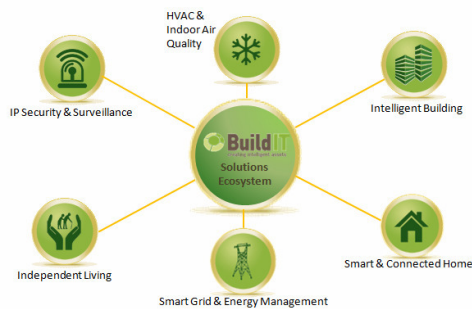 HVAC &
Indoor Air
Quality
IP Security & Surveillance
Intelligent Building
BuildIT
Solutions
Ecosystem
Independent Living
Smart & Connected Home
Smart Grid & Energy Management